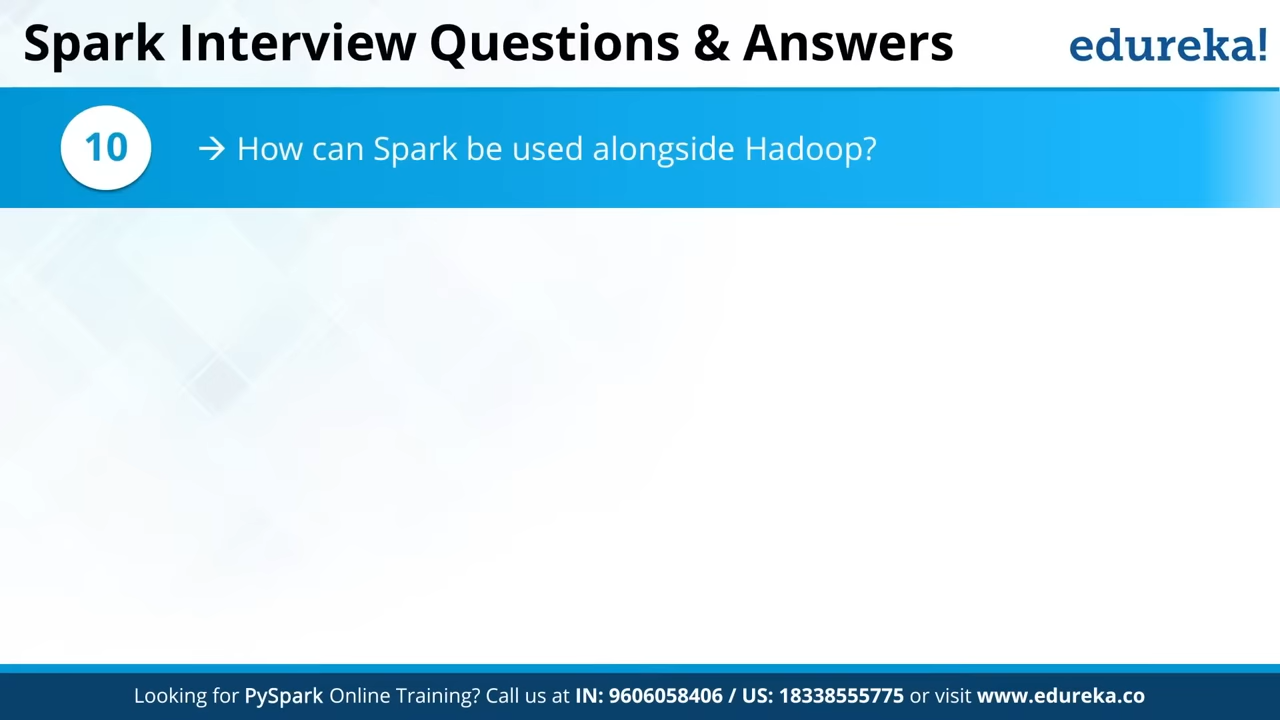 Spark Interview Questions & Answers
edureka!
10
→ How can Spark be used alongside Hadoop?
Looking for PySpark Online Training? Call us at IN: 9606058406 / US: 18338555775 or visit www.edureka.co